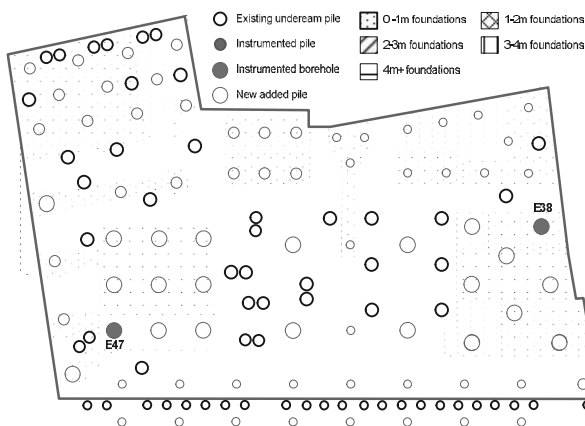 Existing underream pile
Instrumented pile
Instrumented borehole
New added pile
0-1m foundations
1-2m foundations
2-3m foundations
3-4m foundations
4m+ foundations
E38
E47